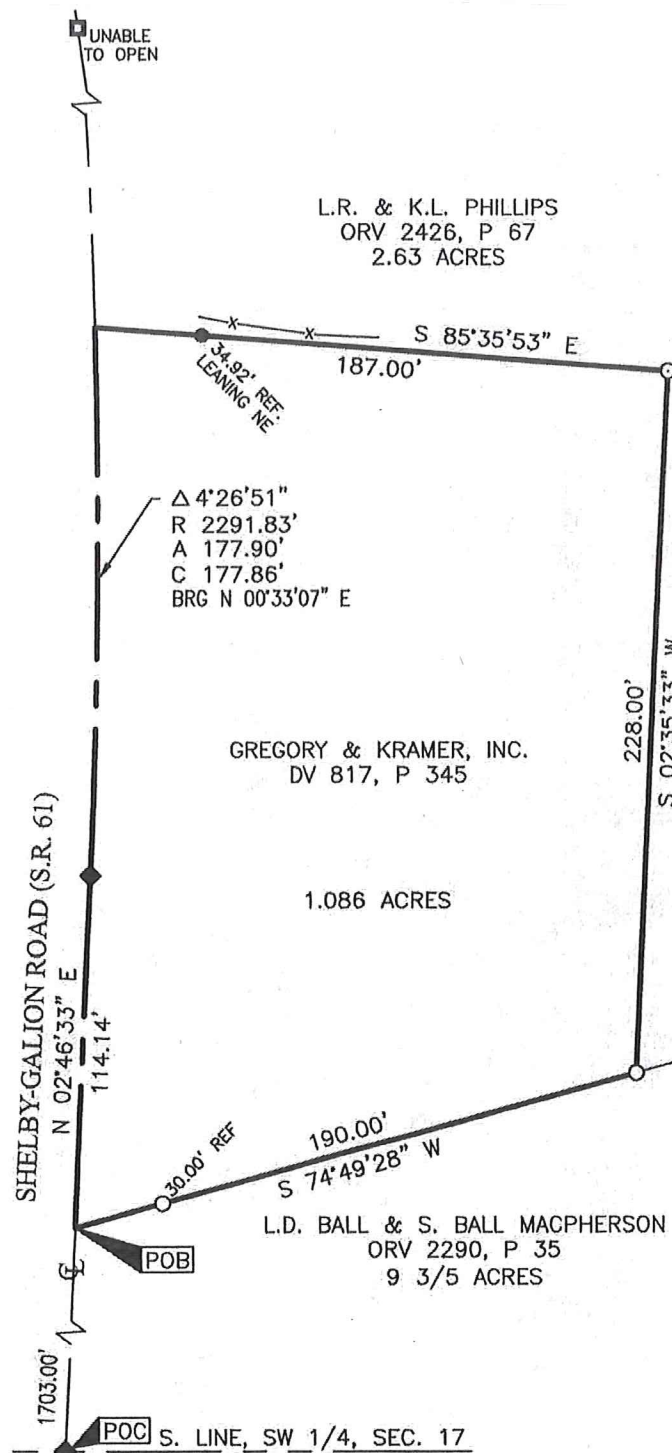 UNABLE
TO OPEN
L.R. & K.L. PHILLIPS
ORV 2426, P 67
2.63 ACRES
S 85°35'53" E
187.00'
34.92' REF.
LEANING NE
Δ 4°26'51"
R 2291.83'
A 177.90'
C 177.86'
BRG N 00°33'07" E
228.00'
S 02°35'33" W
GREGORY & KRAMER, INC.
DV 817, P 345
1.086 ACRES
SHELBY-GALION ROAD (S.R. 61)
N 02°46'33" E
114.14'
30.00' REF
190.00'
S 74°49'28" W
L.D. BALL & S. BALL MACPHERSON
ORV 2290, P 35
9 3/5 ACRES
POB
℄
1703.00'
POC
S. LINE, SW 1/4, SEC. 17